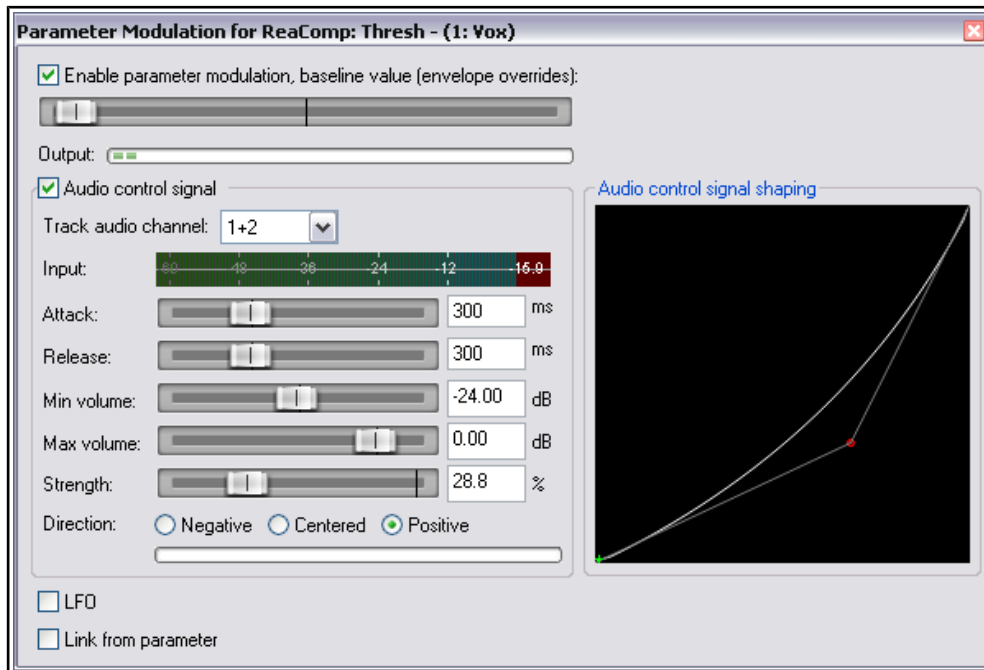 Parameter Modulation for ReaComp: Thresh - (1: Vox)
Enable parameter modulation, baseline value (envelope overrides):
Output:
Audio control signal
Audio control signal shaping
Track audio channel: 1+2
Input: -60 -48 -36 -24 -12 -15.9
Attack: 300 ms
Release: 300 ms
Min volume: -24.00 dB
Max volume: 0.00 dB
Strength: 28.8 %
Direction: Negative Centered Positive
LFO
Link from parameter